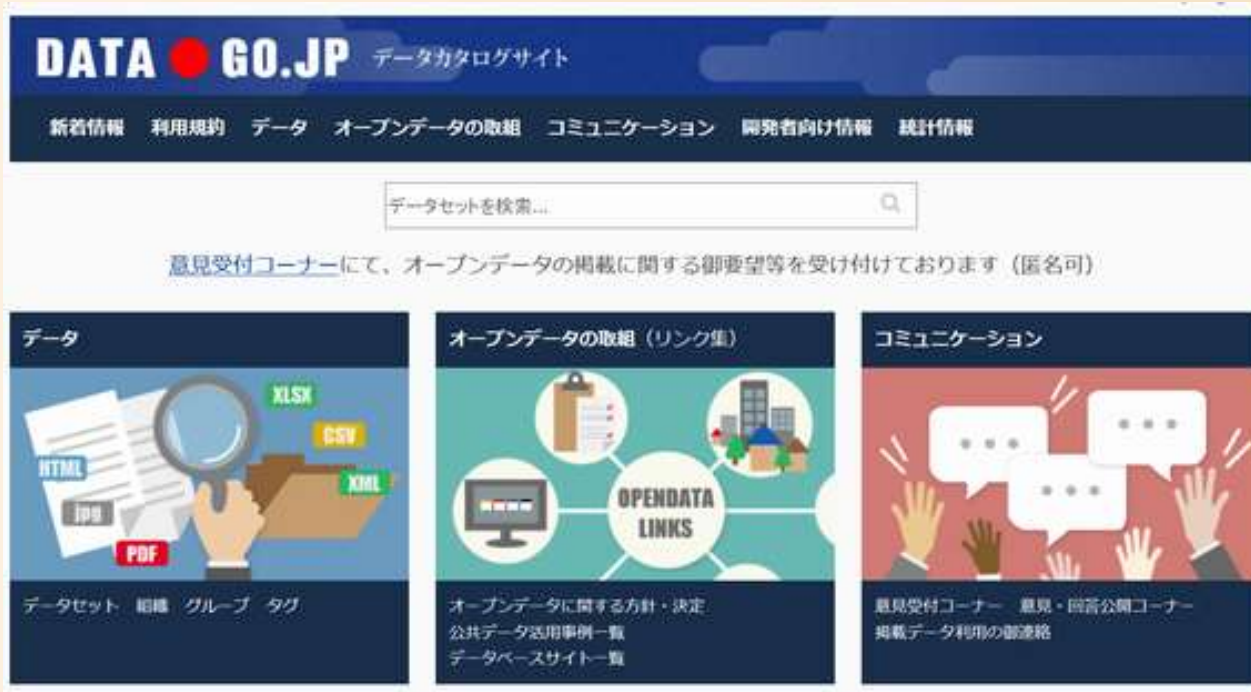 DATA GO.JP データカタログサイト
新着情報 利用規約 データ オープンデータの取組 コミュニケーション 開発者向け情報 統計情報
データセットを検索...
意見受付コーナーにて、オープンデータの掲載に関する御要望等を受け付けております（匿名可）
データ
オープンデータの取組（リンク集）
コミュニケーション
XLSX
CSV
HTML
XML
jpg
PDF
OPENDATA
LINKS
データセット 組織 グループ タグ
オープンデータに関する方針・決定
公共データ活用事例一覧
データベースサイト一覧
意見受付コーナー 意見・回答公開コーナー
掲載データ利用の御連絡